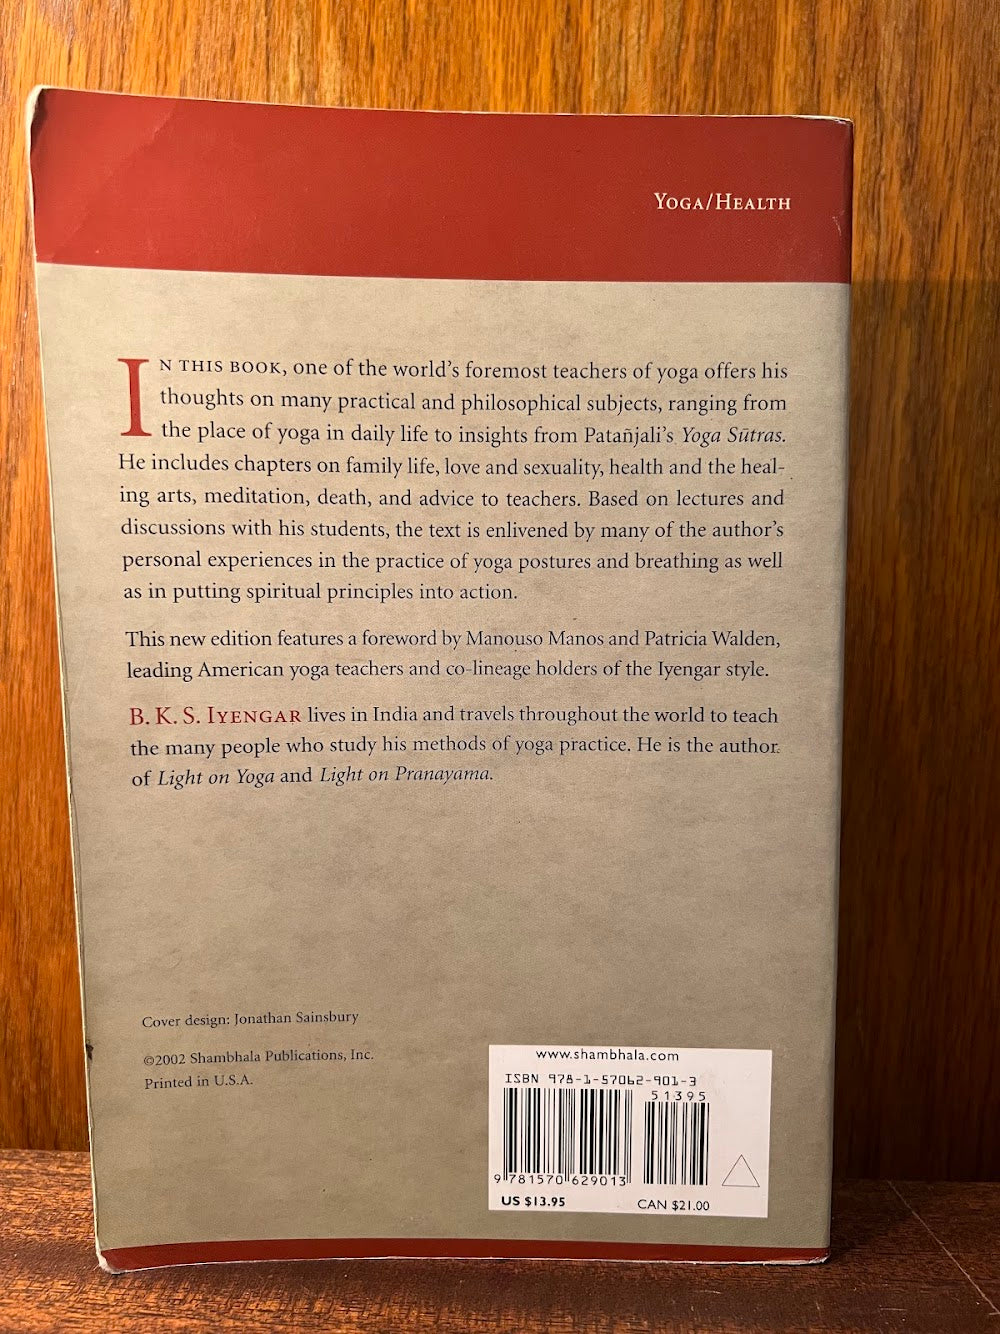 YOGA/HEALTH
IN THIS BOOK, one of the world's foremost teachers of yoga offers his
thoughts on many practical and philosophical subjects, ranging from
the place of yoga in daily life to insights from Patañjali's Yoga Sūtras.
He includes chapters on family life, love and sexuality, health and the heal-
ing arts, meditation, death, and advice to teachers. Based on lectures and
discussions with his students, the text is enlivened by many of the author's
personal experiences in the practice of yoga postures and breathing as well
as in putting spiritual principles into action.
This new edition features a foreword by Manouso Manos and Patricia Walden,
leading American yoga teachers and co-lineage holders of the Iyengar style.
B. K. S. IYENGAR lives in India and travels throughout the world to teach
the many people who study his methods of yoga practice. He is the author
of Light on Yoga and Light on Pranayama.
Cover design: Jonathan Sainsbury
©2002 Shambhala Publications, Inc.
Printed in U.S.A.
www.shambhala.com
ISBN 978-1-57062-901-3
51395
9 781570 629013
US $13.95 CAN $21.00